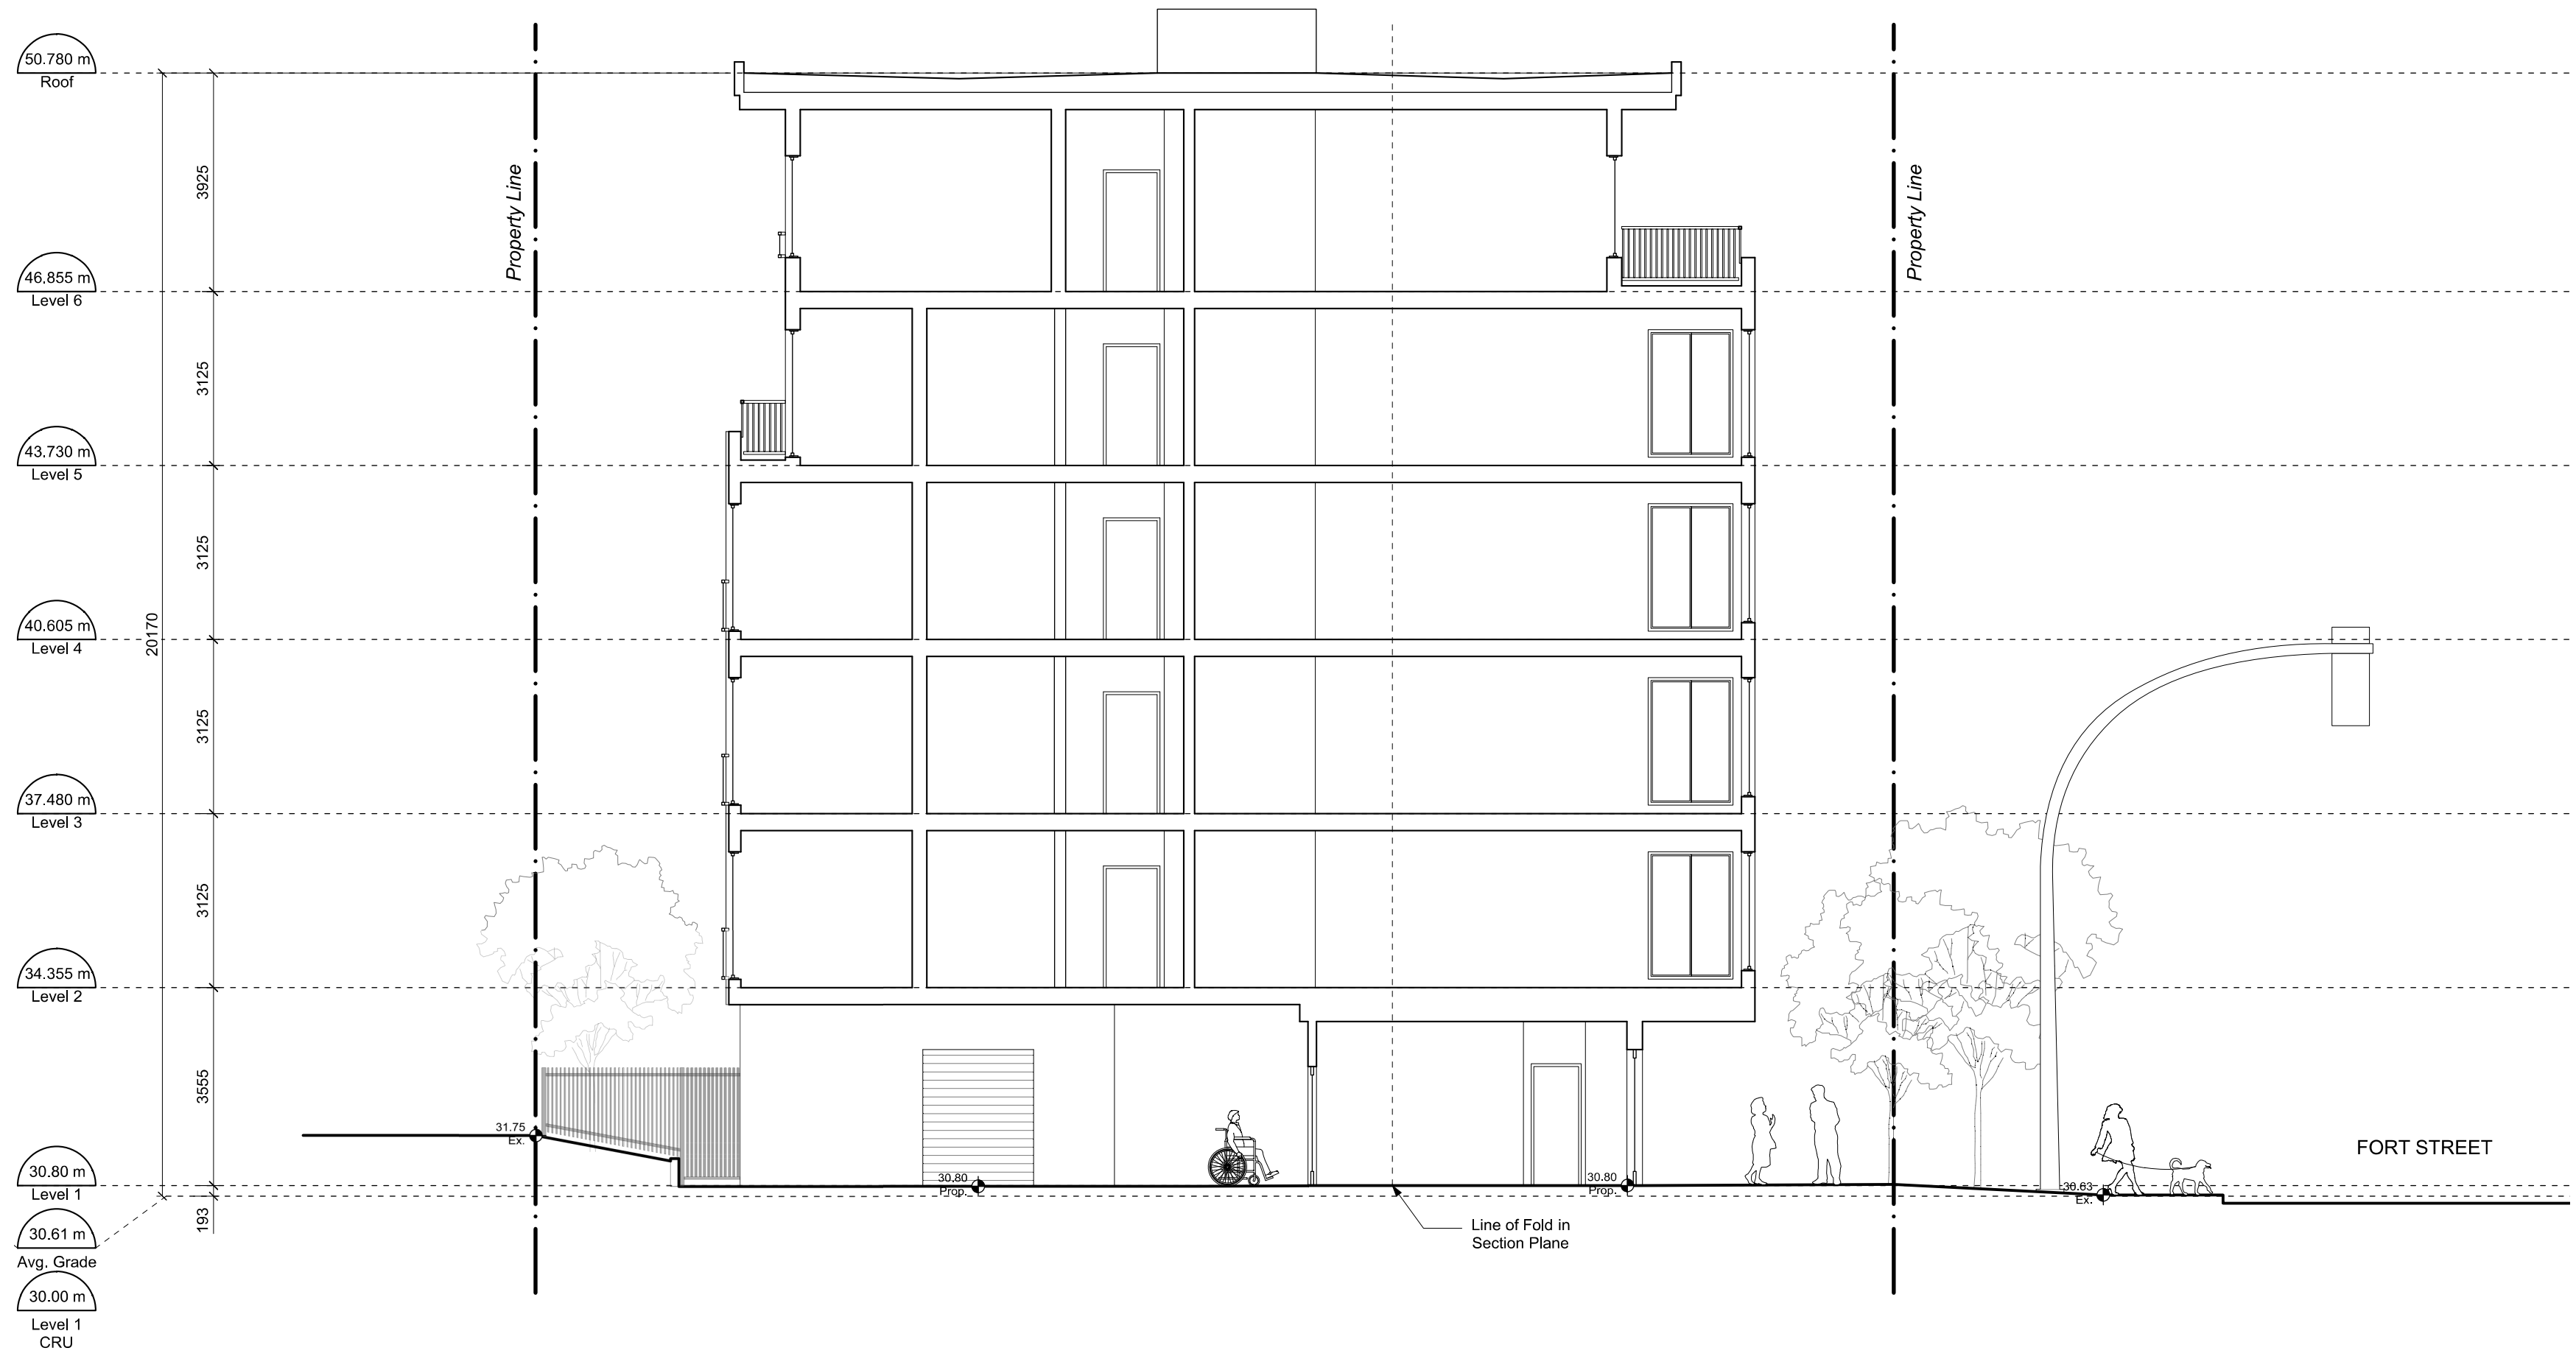 50.780 m
Roof
3925
Property Line
Property Line
46.855 m
Level 6
3125
43.730 m
Level 5
3125
40.605 m
Level 4
20170
3125
37.480 m
Level 3
3125
34.355 m
Level 2
3555
31.75
Ex.
FORT STREET
30.80 m
Level 1
30.80
Prop.
30.80
Prop.
30.63
Ex.
193
30.61 m
Avg. Grade
Line of Fold in
Section Plane
30.00 m
Level 1
CRU